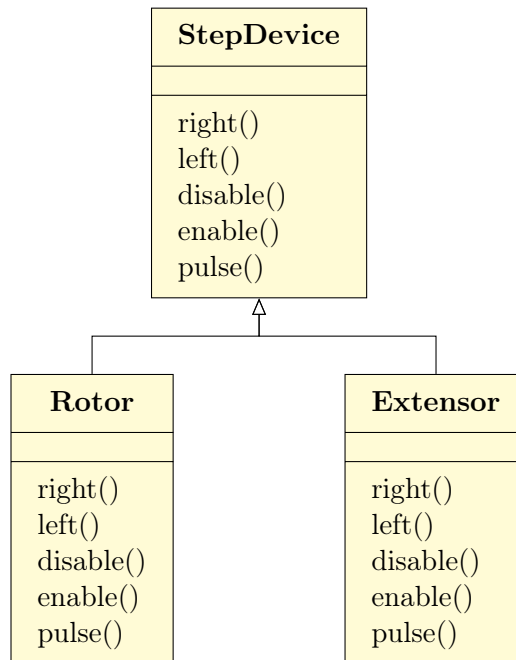 StepDevice
right()
left()
disable()
enable()
pulse()
Rotor
right()
left()
disable()
enable()
pulse()
Extensor
right()
left()
disable()
enable()
pulse()